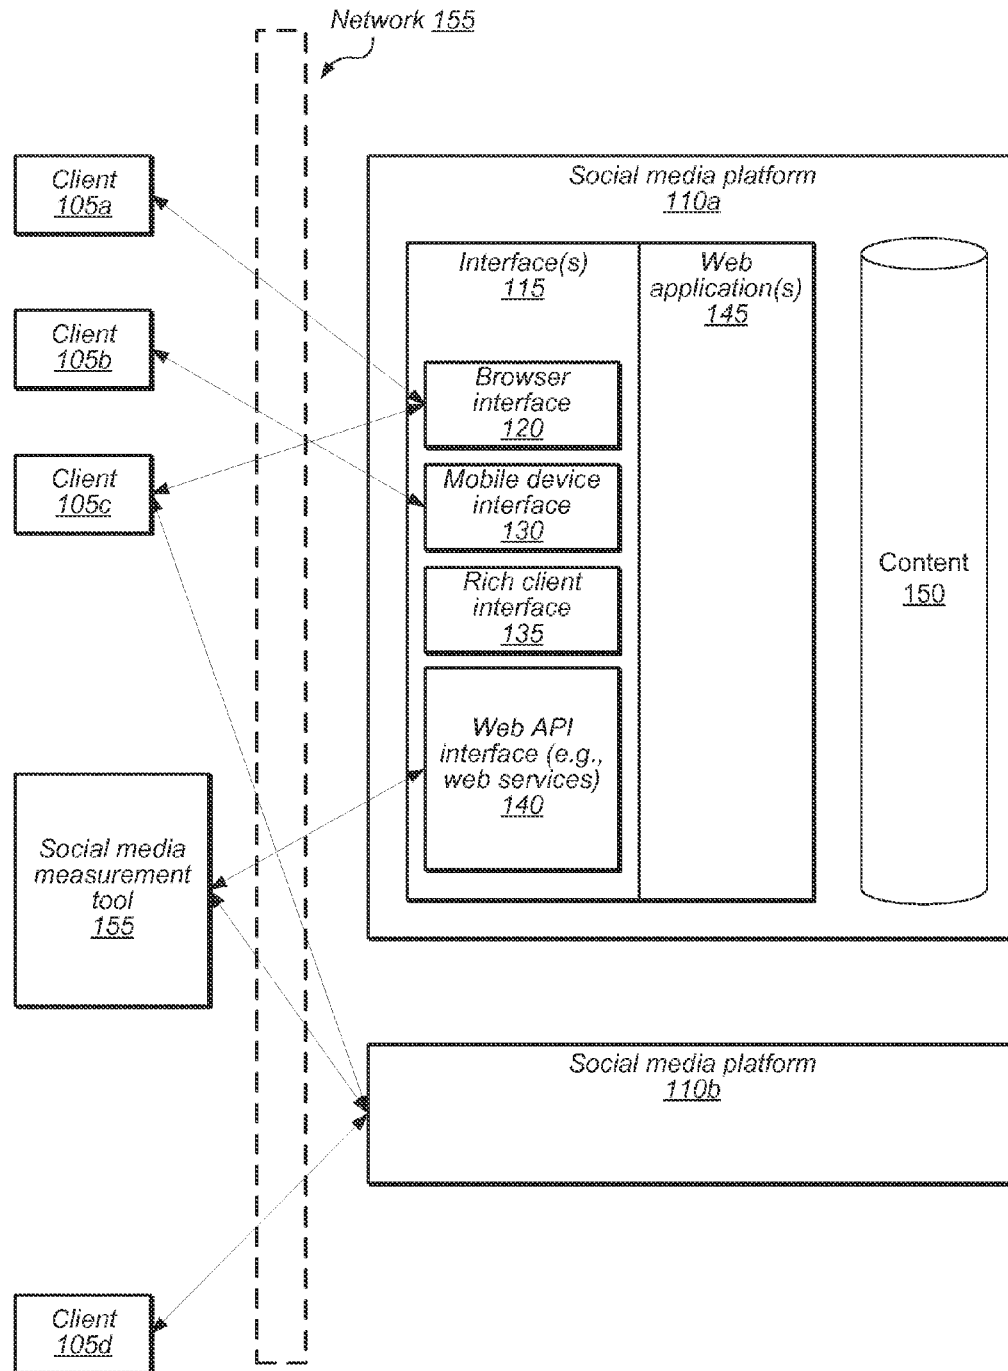 Network 155
Client
105a
Client
105b
Client
105c
Social media
measurement
tool
155
Client
105d
Social media platform
110a
Interface(s)
115
Web
application(s)
145
Browser
interface
120
Mobile device
interface
130
Rich client
interface
135
Web API
interface (e.g.,
web services)
140
Content
150
Social media platform
110b